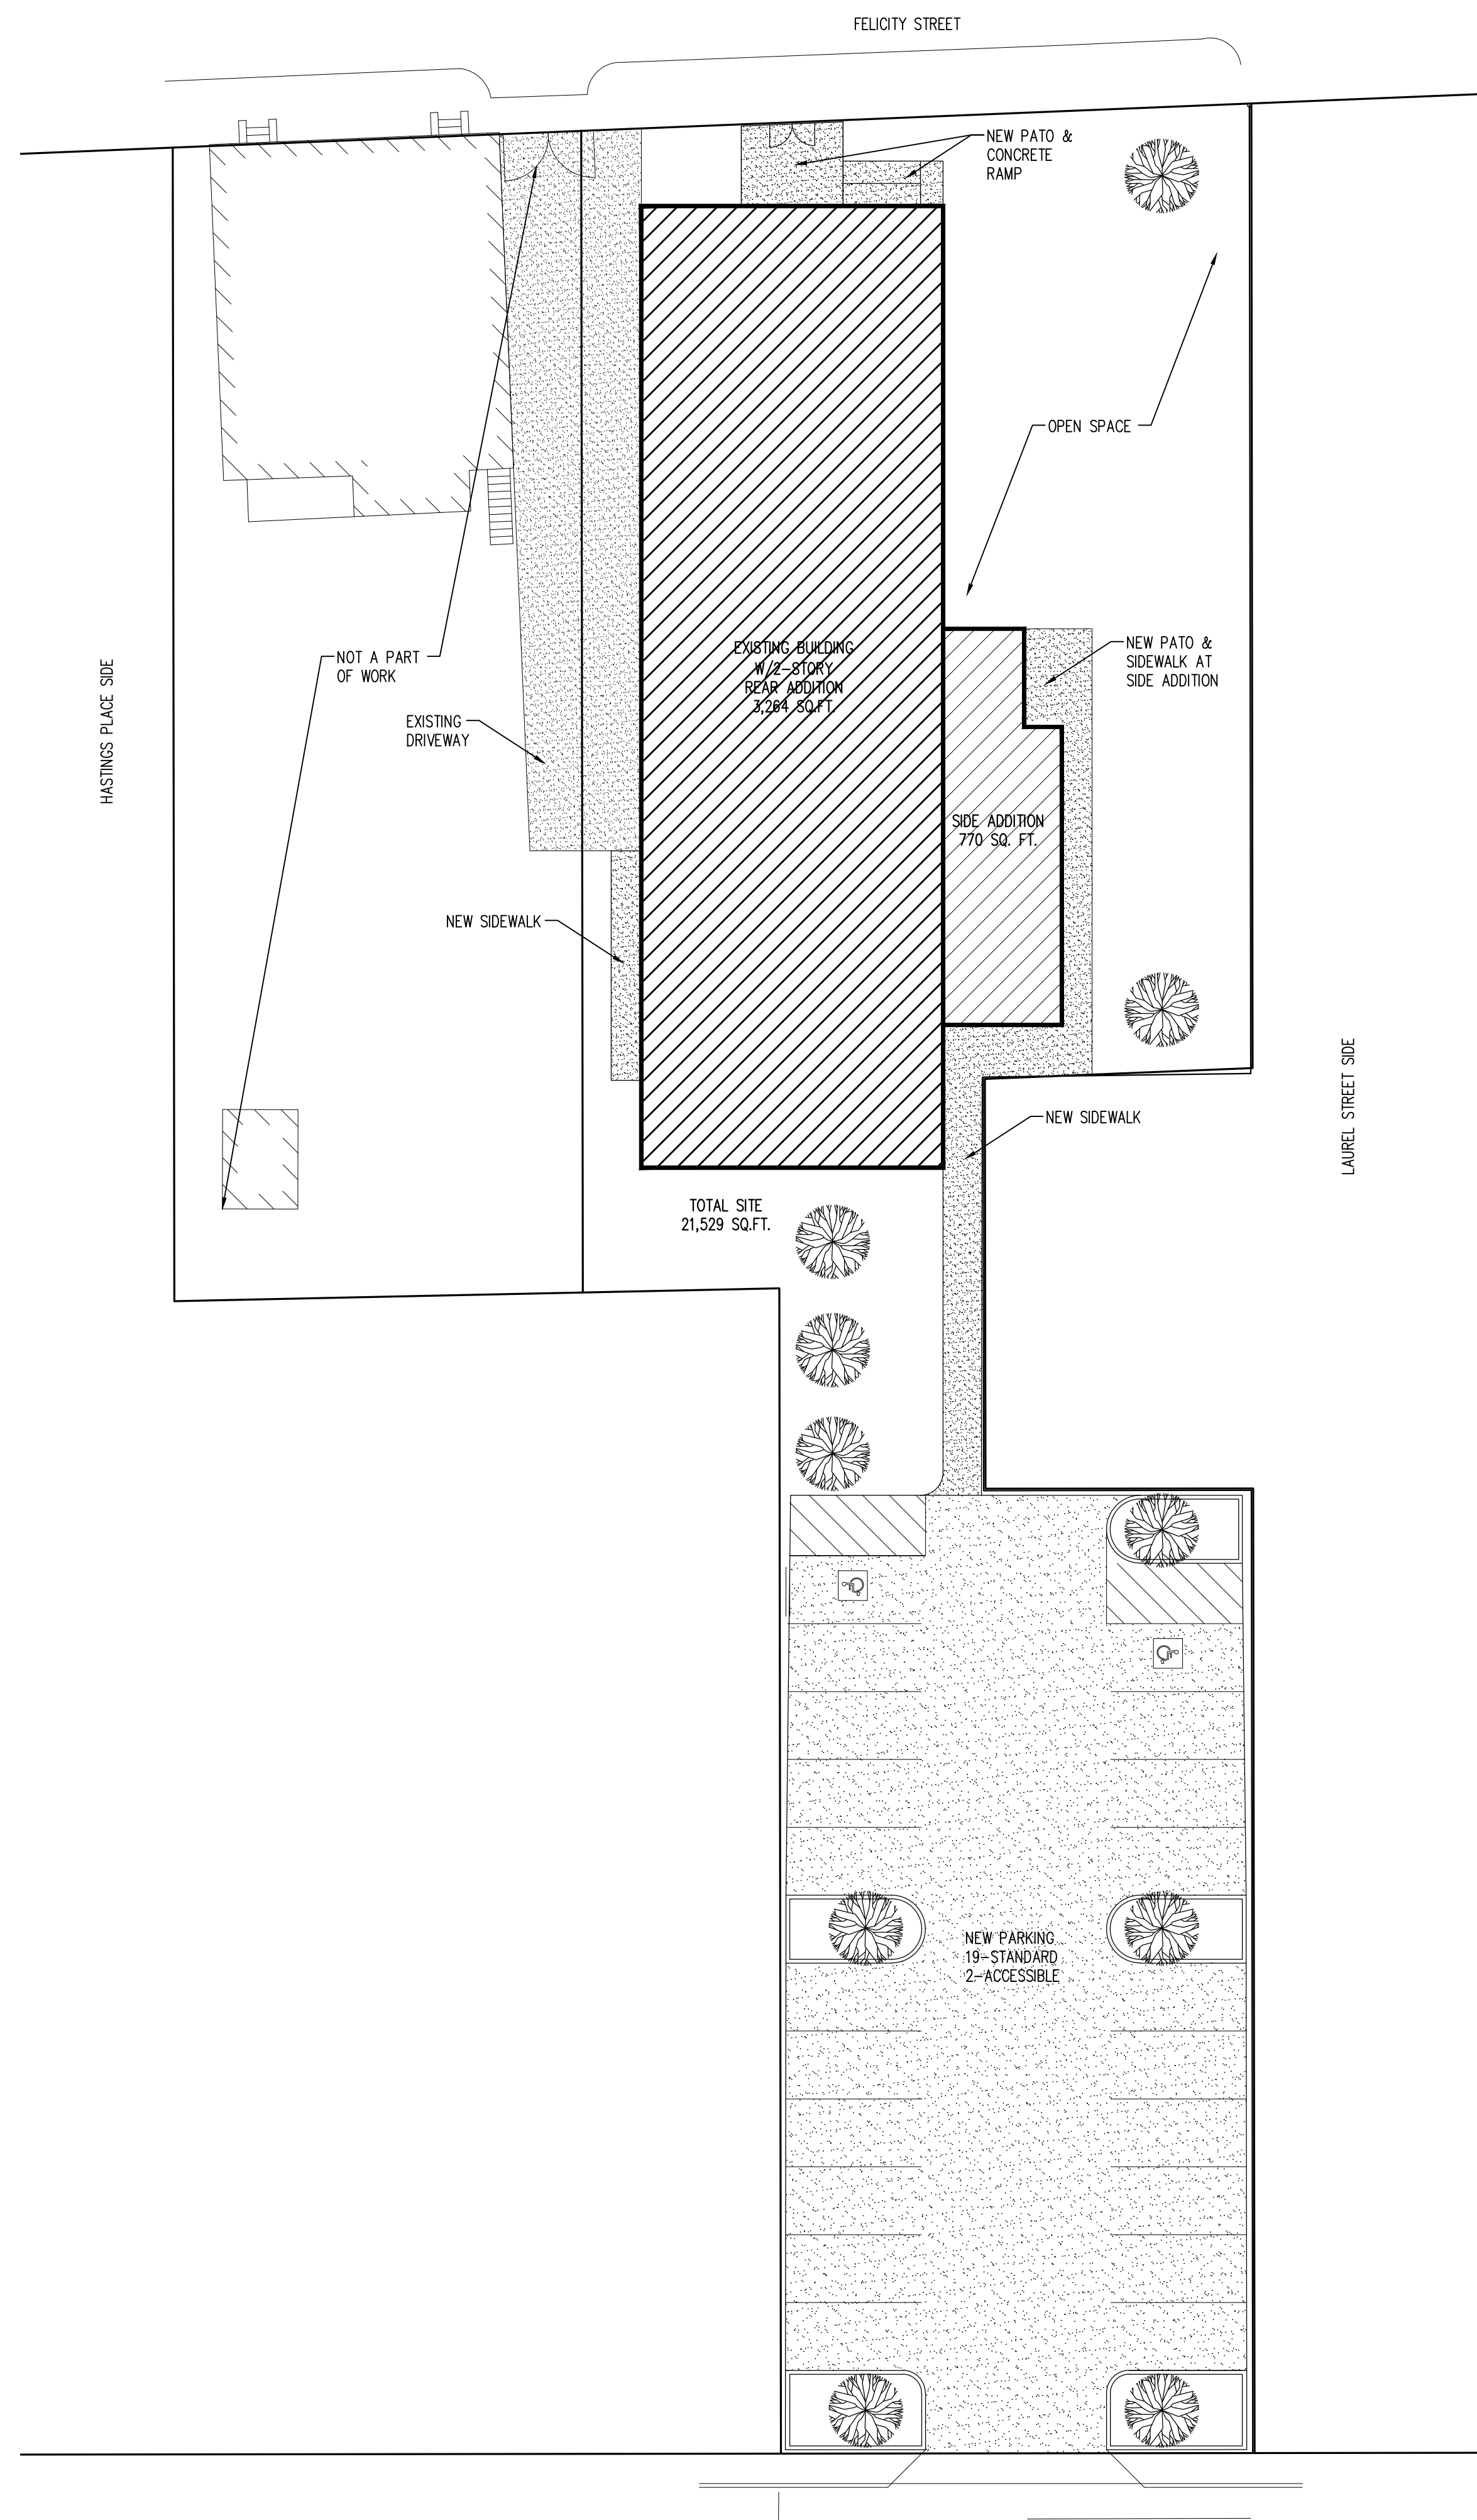 FELICITY STREET
NEW PATO &
CONCRETE
RAMP
OPEN SPACE
NEW PATO &
SIDEWALK AT
SIDE ADDITION
EXISTING BUILDING
W/2-STORY
REAR ADDITION
3,264 SQ.FT.
NOT A PART
OF WORK
HASTINGS PLACE SIDE
EXISTING
DRIVEWAY
SIDE ADDITION
770 SQ. FT.
NEW SIDEWALK
LAUREL STREET SIDE
NEW SIDEWALK
TOTAL SITE
21,529 SQ.FT.
NEW PARKING
19-STANDARD
2-ACCESSIBLE